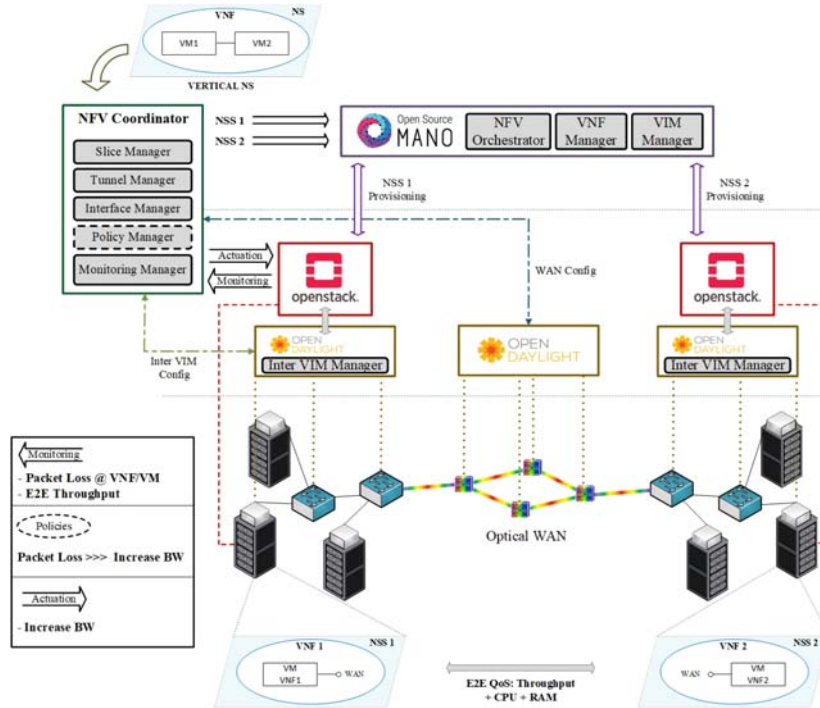 VNF
NS
VM1
VM2
VERTICAL NS
NFV Coordinator
Slice Manager
Tunnel Manager
Interface Manager
Policy Manager
Monitoring Manager
NSS 1
NSS 2
Open Source
MANO
NFV
Orchestrator
VNF
Manager
VIM
Manager
NSS 1
Provisioning
NSS 2
Provisioning
Actuation
Monitoring
openstack.
WAN Config
openstack.
OPEN
DAYLIGHT
Inter VIM Manager
OPEN
DAYLIGHT
OPEN
DAYLIGHT
Inter VIM Manager
Inter VIM
Config
Monitoring
- Packet Loss @ VNF/VM
- E2E Throughput
Policies
Packet Loss >>> Increase BW
Actuation
- Increase BW
Optical WAN
VNF 1
NSS 1
VM
VNF1
WAN
E2E QoS: Throughput
+ CPU + RAM
VNF 2
NSS 2
WAN
VM
VNF2